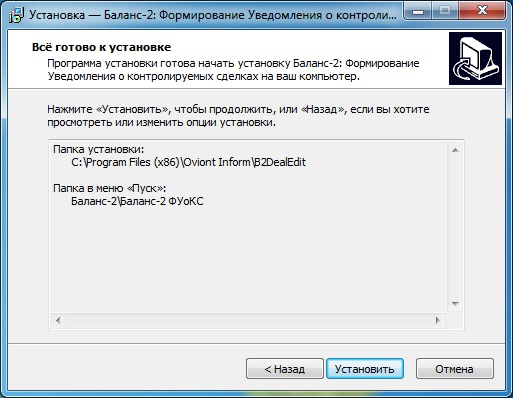 Установка — Баланс-2: Формирование Уведомления о контроли...
Всё готово к установке
Программа установки готова начать установку Баланс-2: Формирование
Уведомления о контролируемых сделках на ваш компьютер.
Нажмите «Установить», чтобы продолжить, или «Назад», если вы хотите
просмотреть или изменить опции установки.
Папка установки:
C:\Program Files (x86)\Oviont Inform\B2DealEdit
Папка в меню «Пуск»:
Баланс-2\Баланс-2 ФУоКС
< Назад
Установить
Отмена